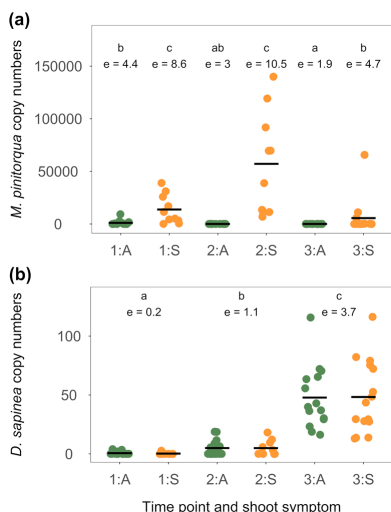 (a)
b c ab c a b
e = 4.4 e = 8.6 e = 3 e = 10.5 e = 1.9 e = 4.7
M. pinitorqua copy numbers
150000
100000
50000
0
1:A 1:S 2:A 2:S 3:A 3:S
(b)
a b c
e = 0.2 e = 1.1 e = 3.7
D. sapinea copy numbers
100
50
0
1:A 1:S 2:A 2:S 3:A 3:S
Time point and shoot symptom